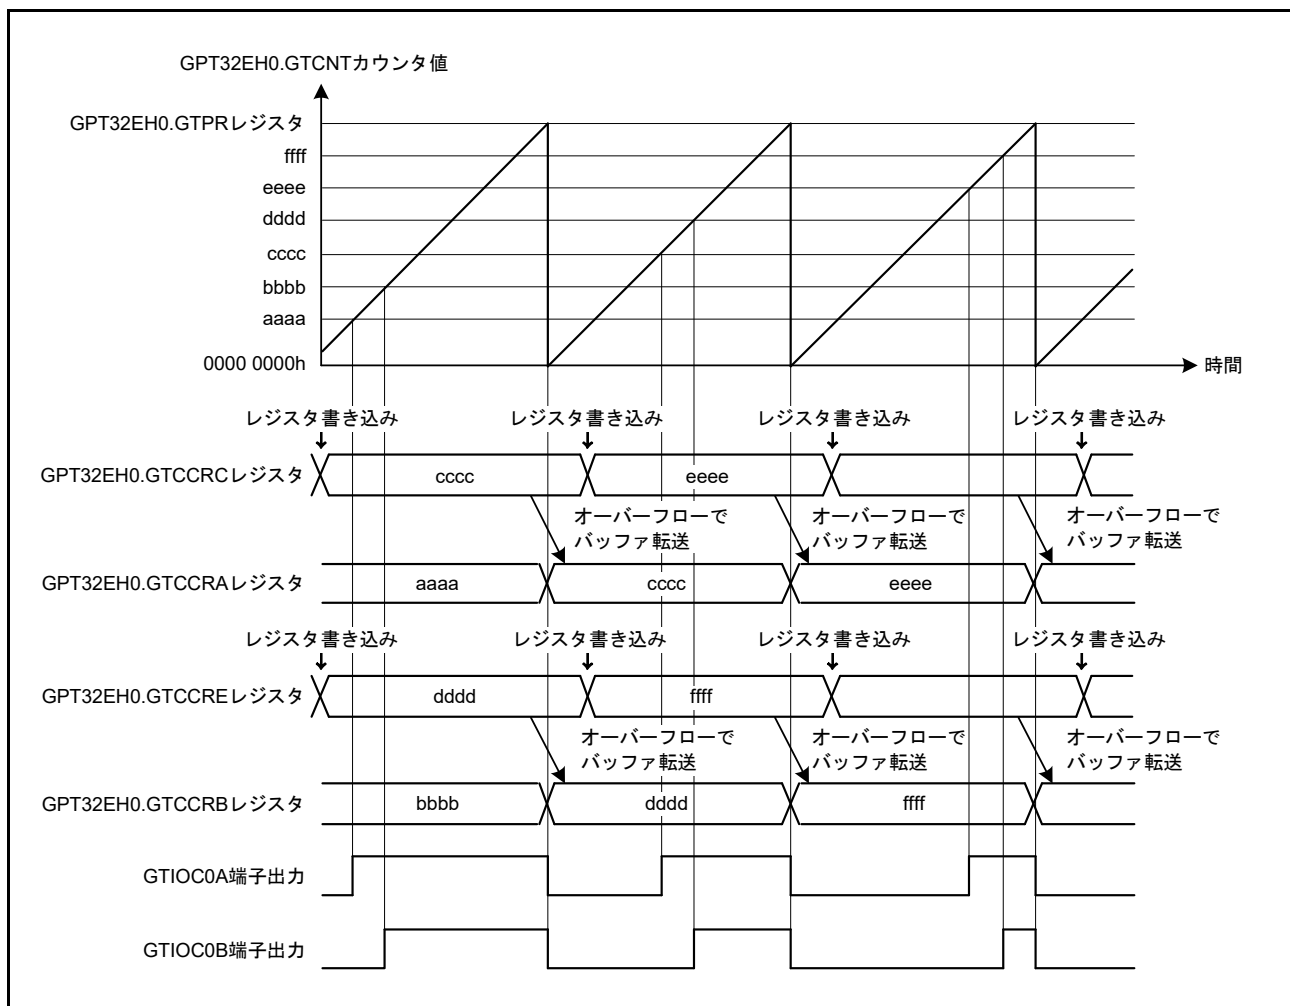 GPT32EH0.GTCNTカウンタ値
GPT32EH0.GTPRレジスタ
ffff
eeee
dddd
cccc
bbbb
aaaa
0000 0000h
時間
レジスタ書き込み レジスタ書き込み レジスタ書き込み レジスタ書き込み
GPT32EH0.GTCCRCレジスタ cccc eeee
オーバーフローで オーバーフローで オーバーフローで
バッファ転送 バッファ転送 バッファ転送
GPT32EH0.GTCCRAレジスタ aaaa cccc eeee
レジスタ書き込み レジスタ書き込み レジスタ書き込み レジスタ書き込み
GPT32EH0.GTCCREレジスタ dddd ffff
オーバーフローで オーバーフローで オーバーフローで
バッファ転送 バッファ転送 バッファ転送
GPT32EH0.GTCCRBレジスタ bbbb dddd ffff
GTIOC0A端子出力
GTIOC0B端子出力